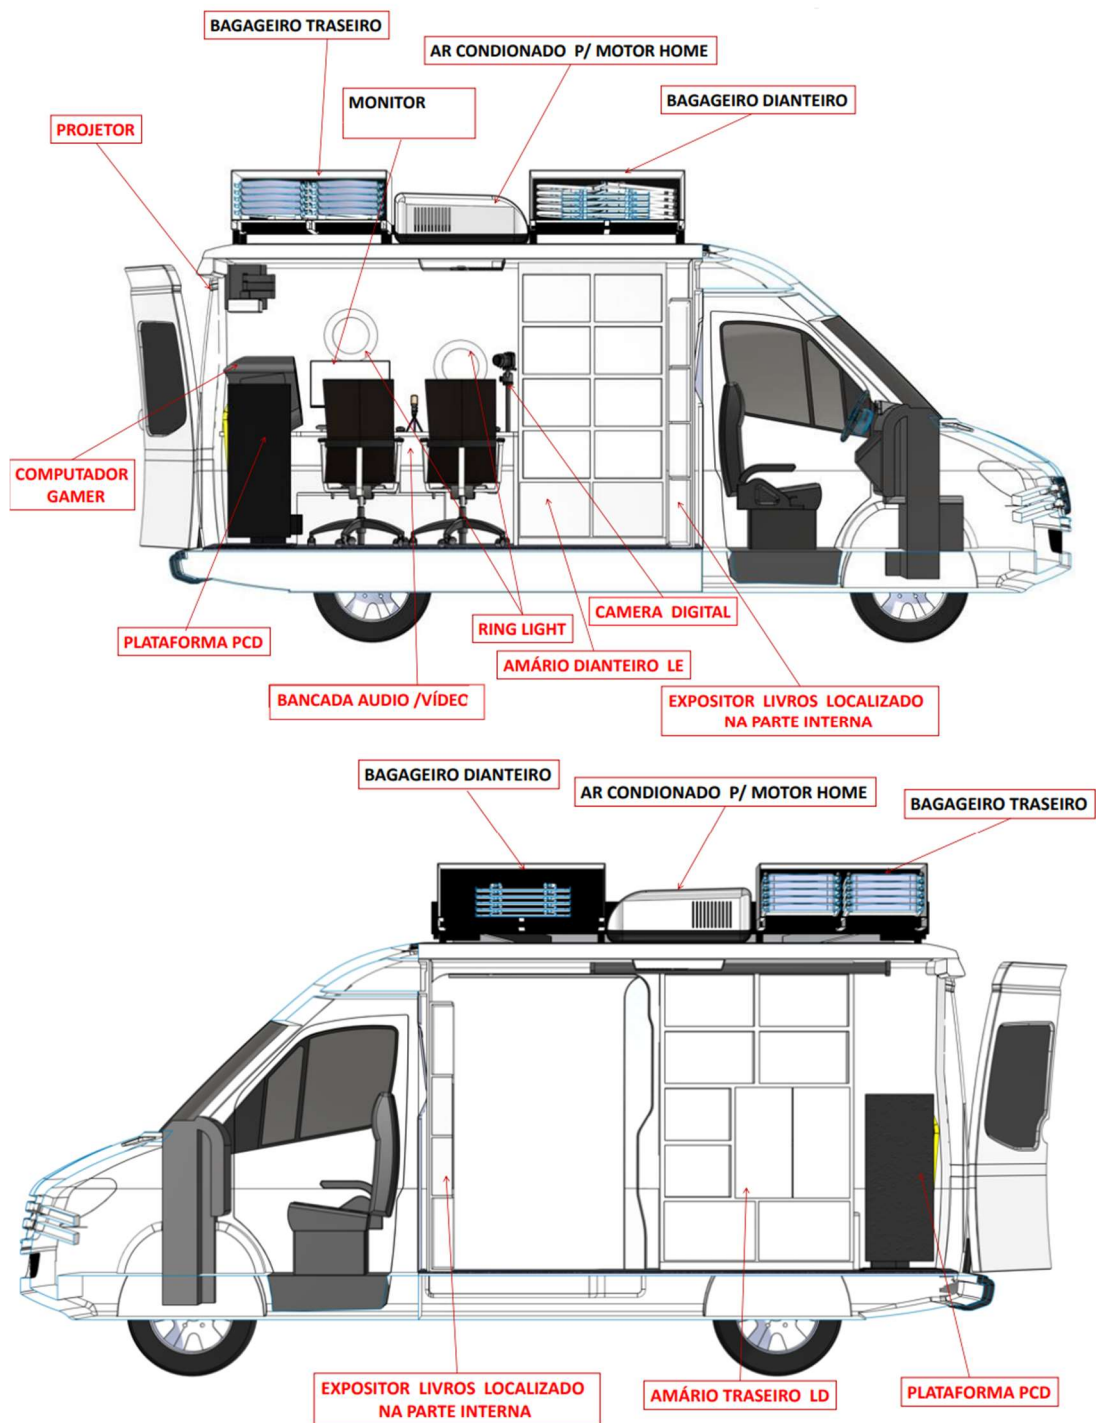 BAGAGEIRO TRASEIRO
AR CONDIONADO P/ MOTOR HOME
MONITOR
BAGAGEIRO DIANTEIRO
PROJETOR
COMPUTADOR
GAMER
CAMERA DIGITAL
RING LIGHT
PLATAFORMA PCD
AMÁRIO DIANTEIRO LE
BANCADA AUDIO /VÍDEC
EXPOSITOR LIVROS LOCALIZADO
NA PARTE INTERNA
BAGAGEIRO DIANTEIRO
AR CONDIONADO P/ MOTOR HOME
BAGAGEIRO TRASEIRO
EXPOSITOR LIVROS LOCALIZADO
NA PARTE INTERNA
AMÁRIO TRASEIRO LD
PLATAFORMA PCD